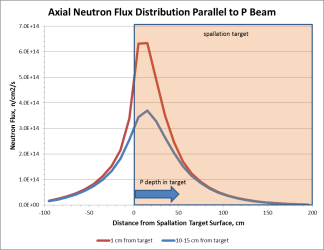 Axial Neutron Flux Distribution Parallel to P Beam
7.0E+14
6.0E+14
5.0E+14
4.0E+14
3.0E+14
2.0E+14
1.0E+14
0.0E+00
Neutron Flux, n/cm2/s
spallation target
P depth in target
-100
-50
0
50
100
150
200
Distance from Spallation Target Surface, cm
1 cm from target
10-15 cm from target